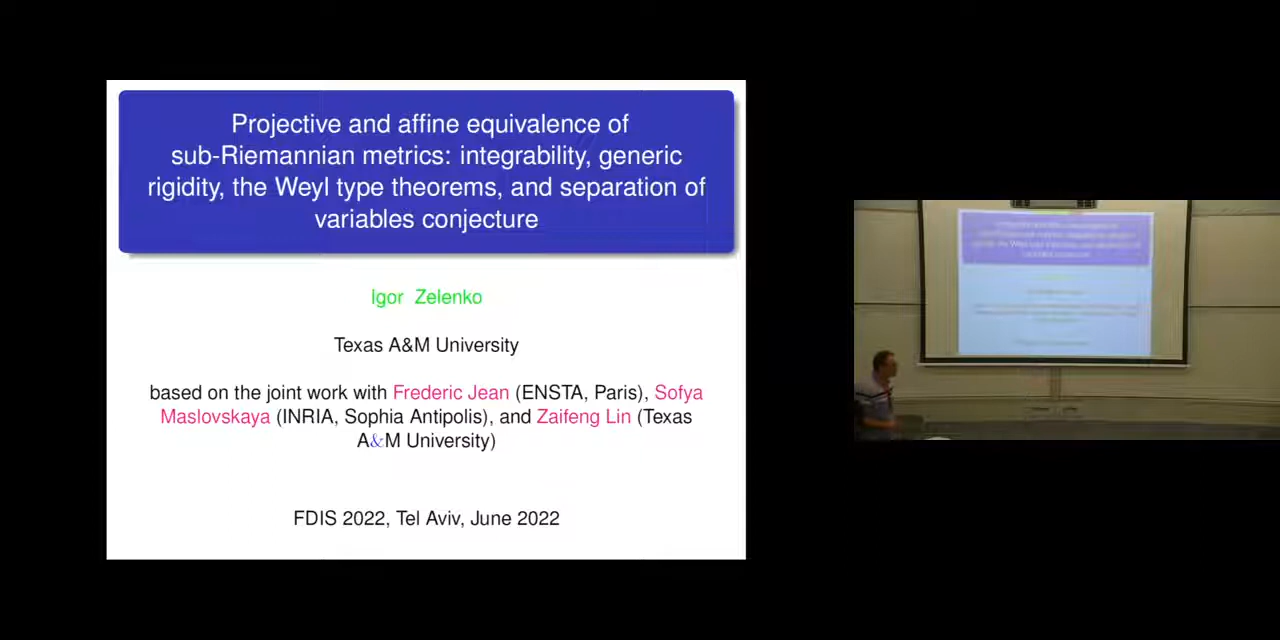 Projective and affine equivalence of
sub-Riemannian metrics: integrability, generic
rigidity, the Weyl type theorems, and separation of
variables conjecture
Igor Zelenko
Texas A&M University
based on the joint work with Frederic Jean (ENSTA, Paris), Sofya
Maslovskaya (INRIA, Sophia Antipolis), and Zaifeng Lin (Texas
A&M University)
FDIS 2022, Tel Aviv, June 2022